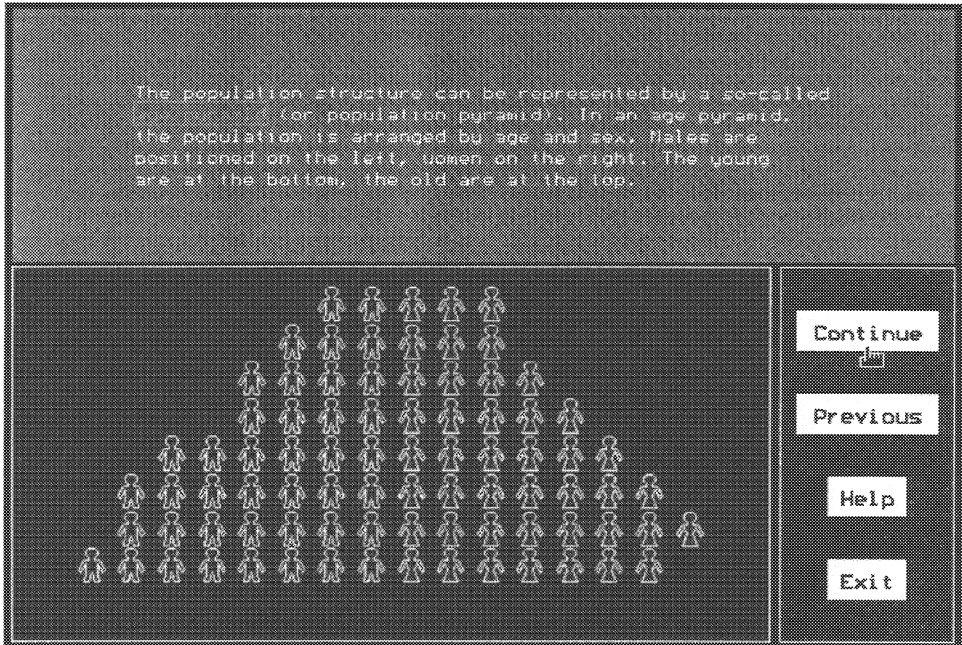 The population structure can be represented by a so-called
(or population pyramid). In an age pyramid,
the population is arranged by age and sex. Males are
positioned on the left, women on the right. The young
are at the bottom, the old are at the top.
Continue
Previous
Help
Exit